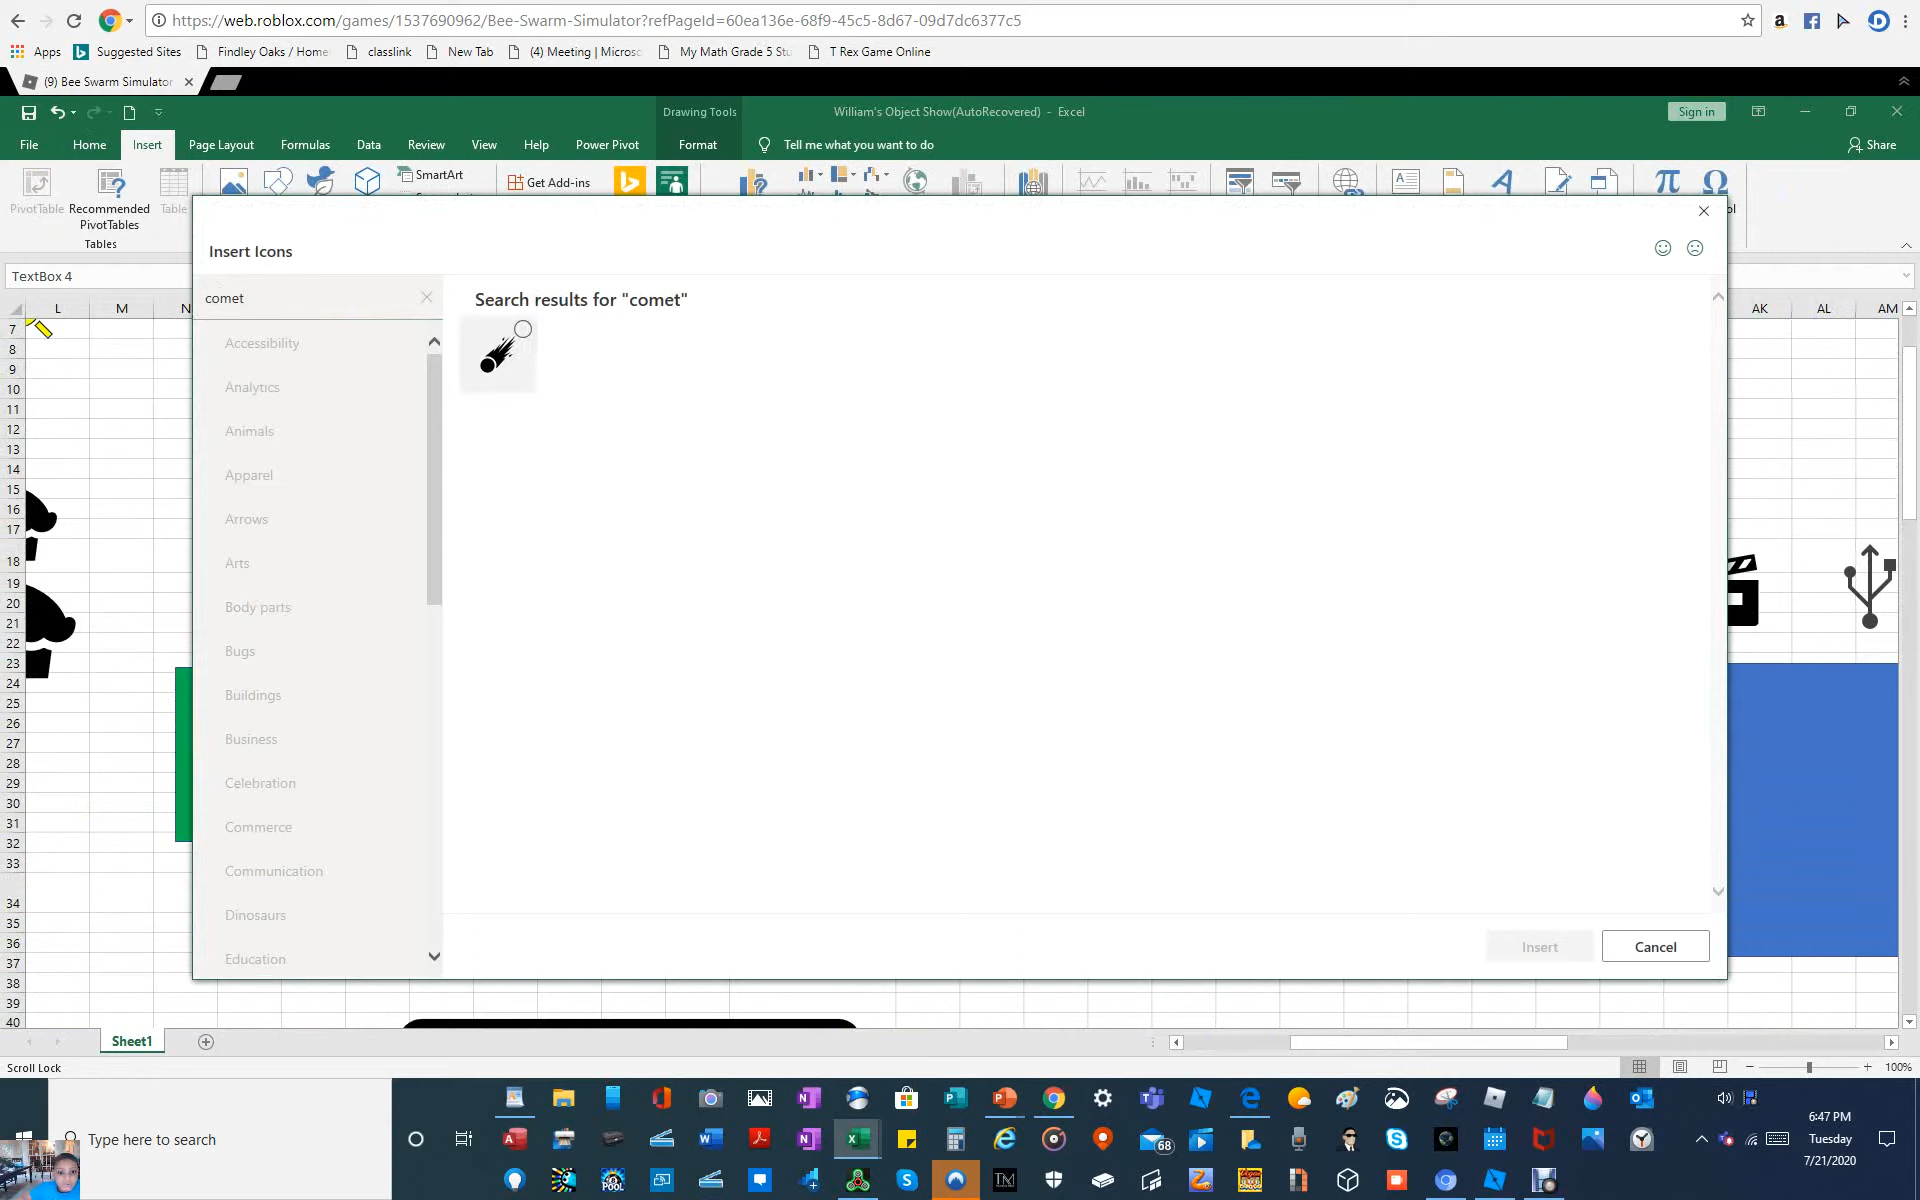 https://web.roblox.com/games/1537690962/Bee-Swarm-Simulator?refPageId=60ea136e-68f9-45c5-8d67-09d7dc6377c5
Apps Suggested Sites Findley Oaks / Home classlink New Tab (4) Meeting | Microsc My Math Grade 5 Stu T Rex Game Online
(9) Bee Swarm Simulator
Drawing Tools William's Object Show(AutoRecovered) - Excel Sign in
File Home Insert Page Layout Formulas Data Review View Help Power Pivot Format Tell me what you want to do Share
SmartArt
Get Add-ins
PivotTable Recommended PivotTables Table
Tables
Insert Icons
TextBox 4
comet
Search results for "comet"
L M N AK AL AM
Accessibility
Analytics
Animals
Apparel
Arrows
Arts
Body parts
Bugs
Buildings
Business
Celebration
Commerce
Communication
Dinosaurs
Education
7
8
9
10
11
12
13
14
15
16
17
18
19
20
21
22
23
24
25
26
27
28
29
30
31
32
33
34
35
36
37
38
39
40
Insert Cancel
Sheet1
Scroll Lock 100%
Type here to search
68
6:47 PM
Tuesday
7/21/2020